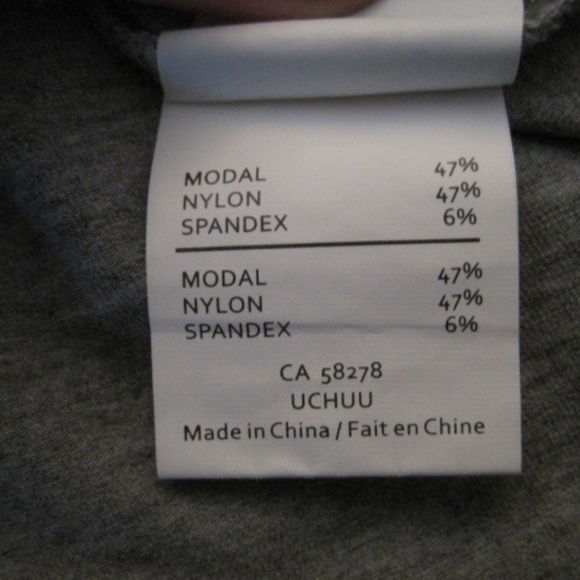 MODAL 47%
NYLON 47%
SPANDEX 6%
MODAL 47%
NYLON 47%
SPANDEX 6%
CA 58278
UCHUU
Made in China / Fait en Chine